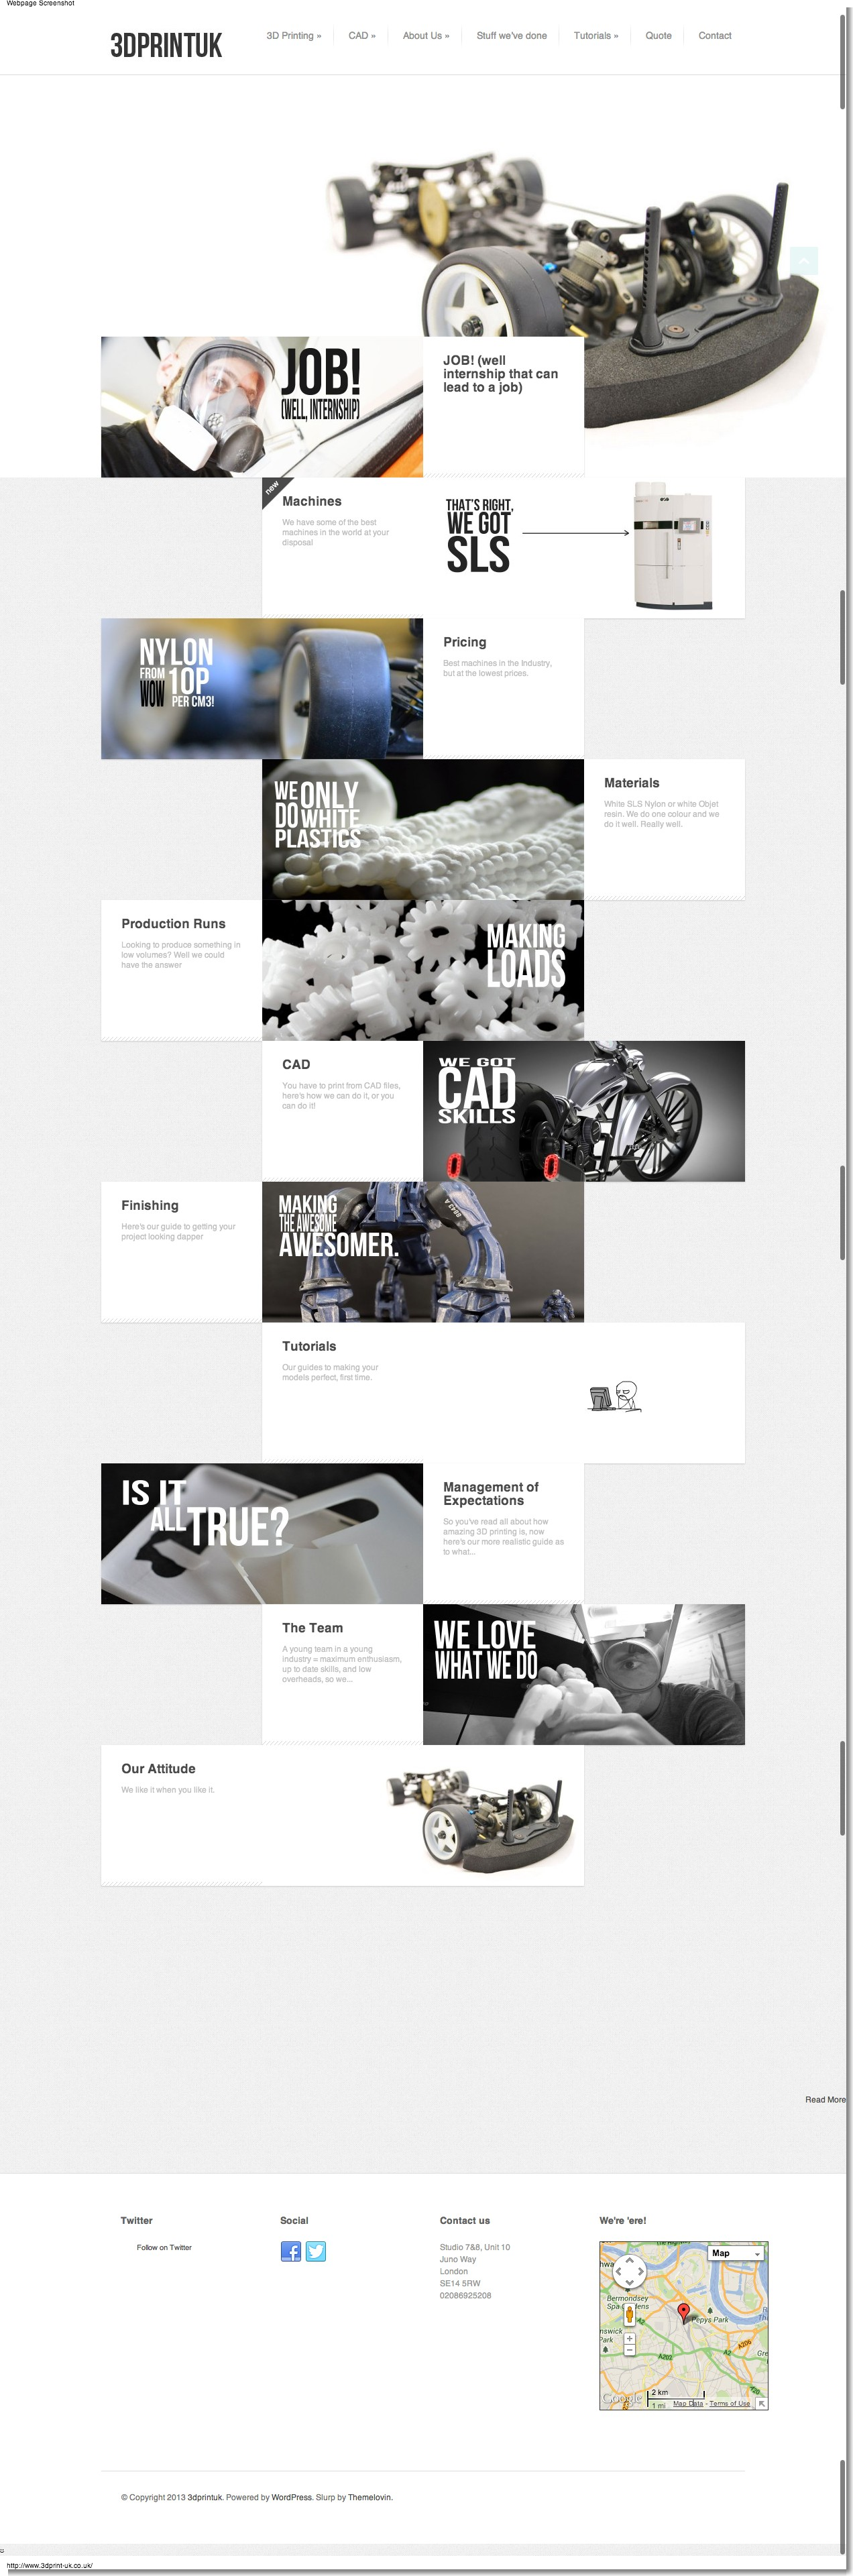 Webpage Screenshot
3DPRINTUK
3D Printing »
CAD »
About Us »
Stuff we've done
Tutorials »
Quote
Contact
JOB!
(WELL, INTERNSHIP)
JOB! (well
internship that can
lead to a job)
new
Machines
We have some of the best
machines in the world at your
disposal
THAT'S RIGHT,
WE GOT
SLS
NYLON
FROM 10P
WOW PER CM3!
Pricing
Best machines in the Industry,
but at the lowest prices.
WE ONLY
DO WHITE
PLASTICS
Materials
White SLS Nylon or white Objet
resin. We do one colour and we
do it well. Really well.
Production Runs
Looking to produce something in
low volumes? Well we could
have the answer
MAKING
LOADS
CAD
You have to print from CAD files,
here's how we can do it, or you
can do it!
WE GOT
CAD
SKILLS
Finishing
Here's our guide to getting your
project looking dapper
MAKING
THE AWESOME
AWESOMER.
Tutorials
Our guides to making your
models perfect, first time.
IS IT
ALL TRUE?
Management of
Expectations
So you've read all about how
amazing 3D printing is, now
here's our more realistic guide as
to what...
The Team
A young team in a young
industry = maximum enthusiasm,
up to date skills, and low
overheads, so we...
WE LOVE
WHAT WE DO
Our Attitude
We like it when you like it.
Read More
Twitter
Follow on Twitter
Social
Contact us
Studio 7&8, Unit 10
Juno Way
London
SE14 5RW
02086925208
We're 'ere!
Map
Bermondsey
Pepys Park
nswick
Park
A202
A2
A206
Gre
Google
2 km
1 mi
Map Data - Terms of Use
© Copyright 2013 3dprintuk. Powered by WordPress. Slurp by Themelovin.
http://www.3dprint-uk.co.uk/